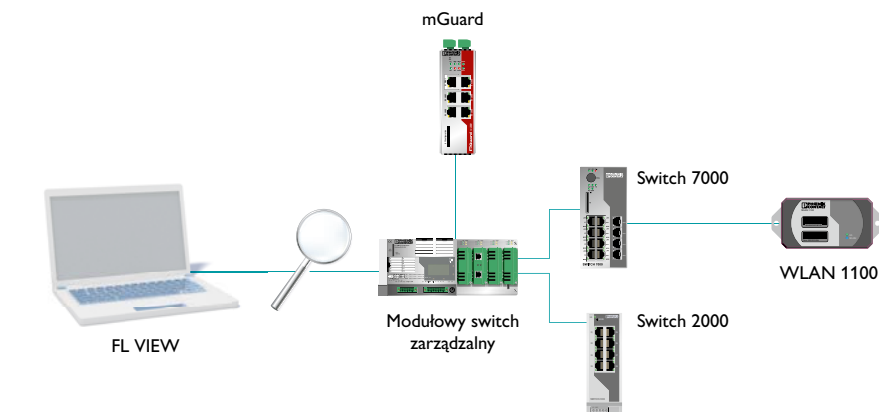 mGuard
Switch 7000
WLAN 1100
Modułowy switch
zarządzalny
Switch 2000
FL VIEW